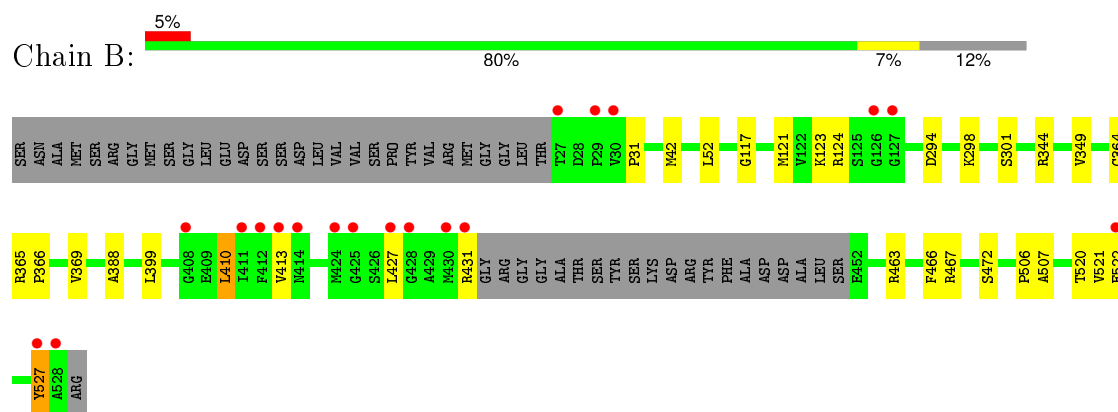 5%
Chain B:
80% 7% 12%
SER ASN ALA MET SER ARG GLY MET SER GLY LEU GLU ASP SER SER ASP LEU VAL VAL SER PRO TYR VAL ARG MET GLY GLY LEU THR T27 D28 P29 V30 P31 M42 L52 G117 M121 V122 K123 R124 S125 G126 G127 D294 K298 S301 R344 V349
R365 P366 V369 A388 L399 G408 E409 L410 I411 F412 V413 N414 M424 G425 S426 L427 G428 A429 M430 R431 GLY ARG GLY GLY ALA THR SER TYR SER LYS ASP ARG TYR PHE ALA ASP ASP ALA LEU SER E452 R463 F466 R467 S472 P506 A507 T520 V521
Y527 A528 ARG